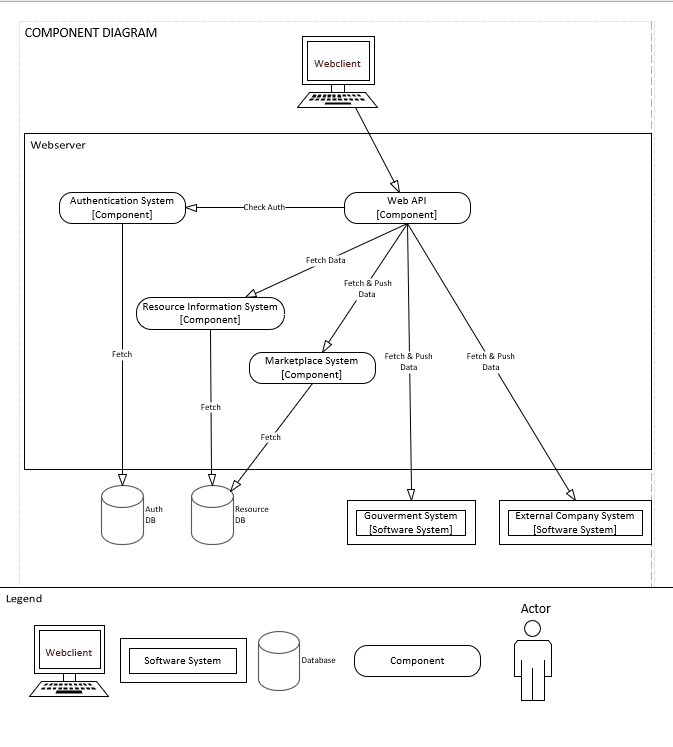 COMPONENT DIAGRAM
Webclient
Webserver
Authentication System
[Component]
Check Auth
Web API
[Component]
Fetch Data
Fetch & Push
Data
Resource Information System
[Component]
Marketplace System
[Component]
Fetch
Fetch & Push
Data
Fetch & Push
Data
Fetch
Fetch
Auth
DB
Resource
DB
Gouverment System
[Software System]
External Company System
[Software System]
Legend
Actor
Webclient
Software System
Database
Component